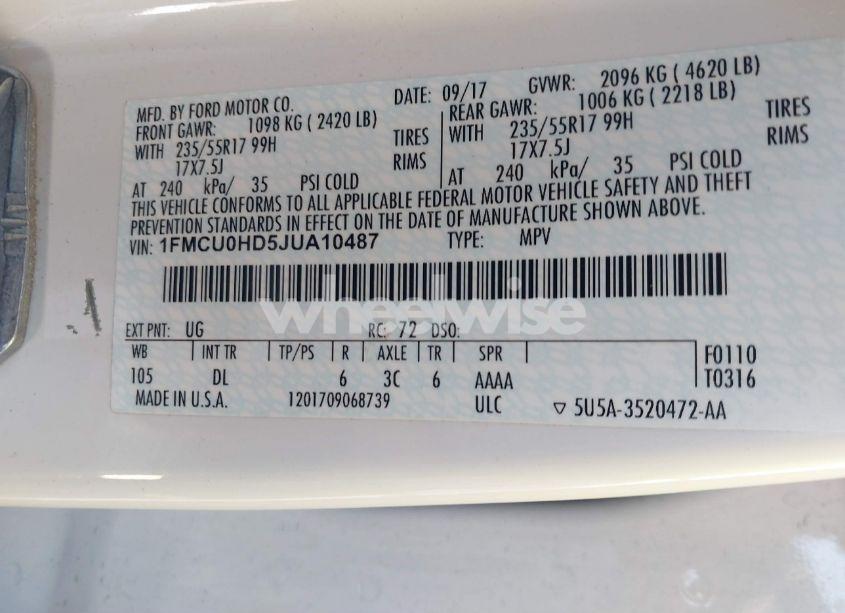 MFD. BY FORD MOTOR CO. DATE: 09/17 GVWR: 2096 KG ( 4620 LB)
FRONT GAWR: 1098 KG ( 2420 LB) REAR GAWR: 1006 KG ( 2218 LB)
WITH 235/55R17 99H TIRES WITH 235/55R17 99H TIRES
17X7.5J RIMS 17X7.5J RIMS
AT 240 kPa/ 35 PSI COLD AT 240 kPa/ 35 PSI COLD
THIS VEHICLE CONFORMS TO ALL APPLICABLE FEDERAL MOTOR VEHICLE SAFETY AND THEFT
PREVENTION STANDARDS IN EFFECT ON THE DATE OF MANUFACTURE SHOWN ABOVE.
VIN: 1FMCU0HD5JUA10487 TYPE: MPV
wheelwise
EXT PNT: UG RC: 72 DSO:
WB INT TR TP/PS R AXLE TR SPR F0110
105 DL 6 3C 6 AAAA T0316
MADE IN U.S.A. 1201709068739 ULC ▽ 5U5A-3520472-AA